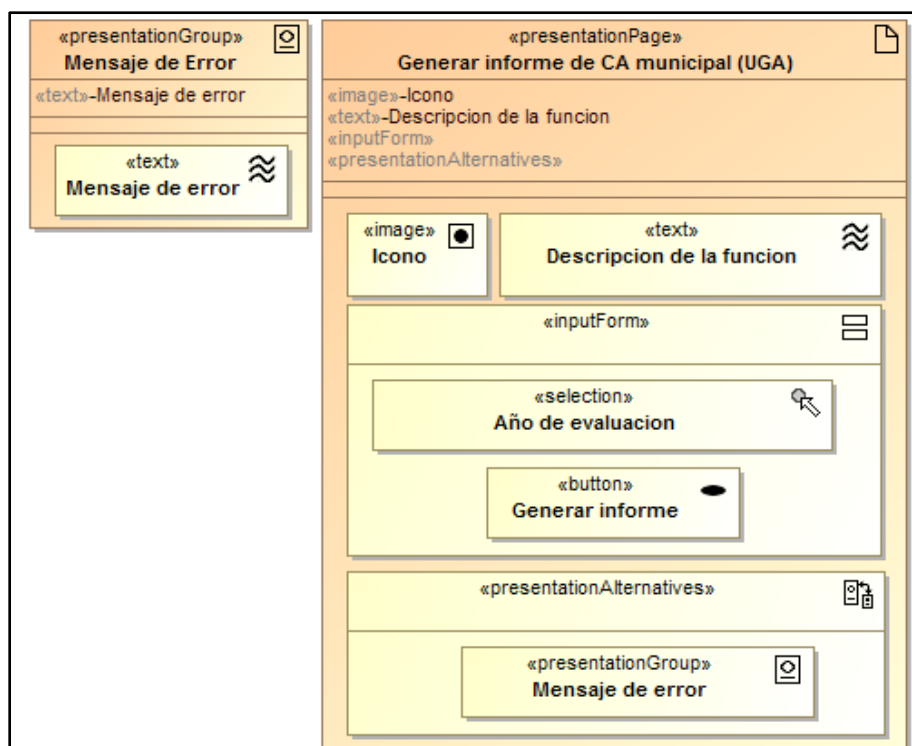 «presentationGroup»
Mensaje de Error
«text»-Mensaje de error
«text»
Mensaje de error
«presentationPage»
Generar informe de CA municipal (UGA)
«image»-Icono
«text»-Descripcion de la funcion
«inputForm»
«presentationAlternatives»
«image»
Icono
«text»
Descripcion de la funcion
«inputForm»
«selection»
Año de evaluacion
«button»
Generar informe
«presentationAlternatives»
«presentationGroup»
Mensaje de error